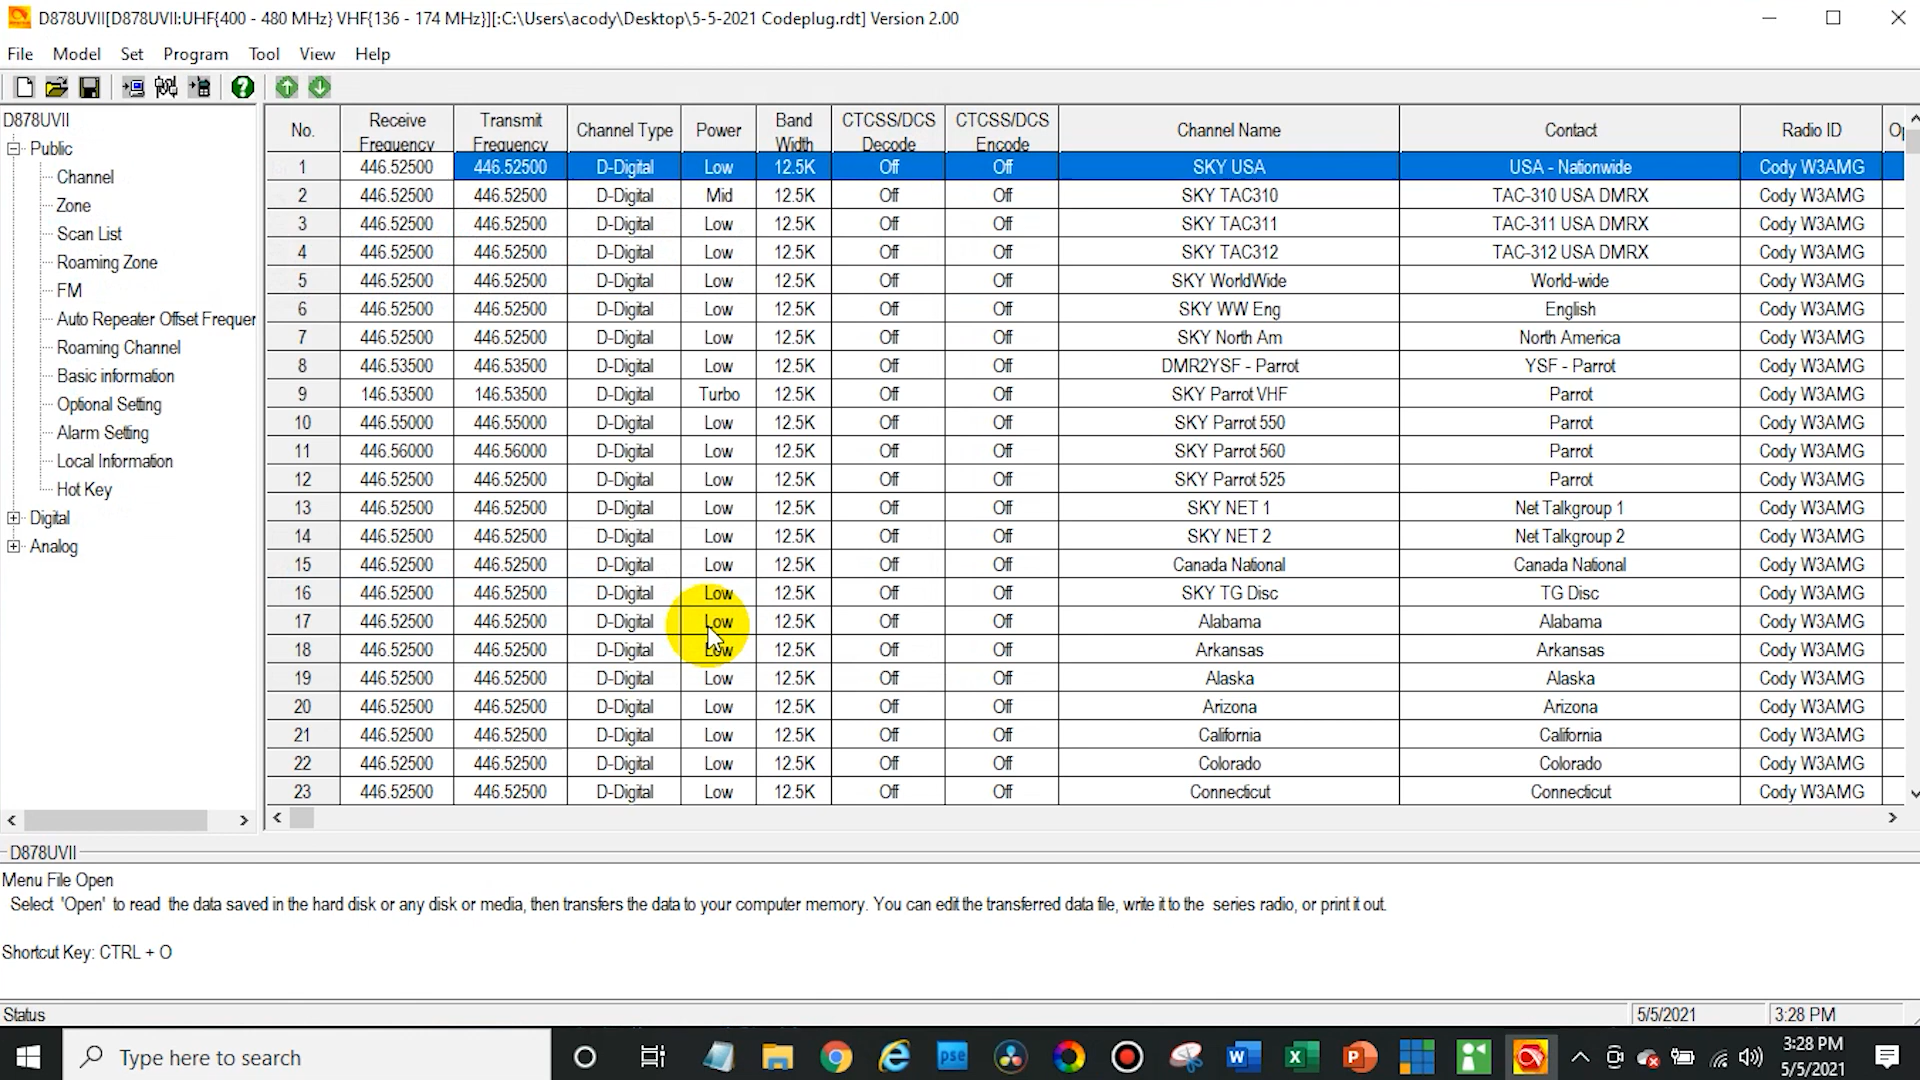 D878UVII[D878UVII:UHF{400 - 480 MHz} VHF{136 - 174 MHz}][:C:\Users\acody\Desktop\5-5-2021 Codeplug.rdt] Version 2.00
File Model Set Program Tool View Help
D878UVII
Public
Channel
Zone
Scan List
Roaming Zone
FM
Auto Repeater Offset Frequer
Roaming Channel
Basic information
Optional Setting
Alarm Setting
Local Information
Hot Key
Digital
Analog
No. Receive Frequency Transmit Frequency Channel Type Power Band Width CTCSS/DCS Decode CTCSS/DCS Encode Channel Name Contact Radio ID
1 446.52500 446.52500 D-Digital Low 12.5K Off Off SKY USA USA - Nationwide Cody W3AMG
2 446.52500 446.52500 D-Digital Mid 12.5K Off Off SKY TAC310 TAC-310 USA DMRX Cody W3AMG
3 446.52500 446.52500 D-Digital Low 12.5K Off Off SKY TAC311 TAC-311 USA DMRX Cody W3AMG
4 446.52500 446.52500 D-Digital Low 12.5K Off Off SKY TAC312 TAC-312 USA DMRX Cody W3AMG
5 446.52500 446.52500 D-Digital Low 12.5K Off Off SKY WorldWide World-wide Cody W3AMG
6 446.52500 446.52500 D-Digital Low 12.5K Off Off SKY WW Eng English Cody W3AMG
7 446.52500 446.52500 D-Digital Low 12.5K Off Off SKY North Am North America Cody W3AMG
8 446.53500 446.53500 D-Digital Low 12.5K Off Off DMR2YSF - Parrot YSF - Parrot Cody W3AMG
9 146.53500 146.53500 D-Digital Turbo 12.5K Off Off SKY Parrot VHF Parrot Cody W3AMG
10 446.55000 446.55000 D-Digital Low 12.5K Off Off SKY Parrot 550 Parrot Cody W3AMG
11 446.56000 446.56000 D-Digital Low 12.5K Off Off SKY Parrot 560 Parrot Cody W3AMG
12 446.52500 446.52500 D-Digital Low 12.5K Off Off SKY Parrot 525 Parrot Cody W3AMG
13 446.52500 446.52500 D-Digital Low 12.5K Off Off SKY NET 1 Net Talkgroup 1 Cody W3AMG
14 446.52500 446.52500 D-Digital Low 12.5K Off Off SKY NET 2 Net Talkgroup 2 Cody W3AMG
15 446.52500 446.52500 D-Digital Low 12.5K Off Off Canada National Canada National Cody W3AMG
16 446.52500 446.52500 D-Digital Low 12.5K Off Off SKY TG Disc TG Disc Cody W3AMG
17 446.52500 446.52500 D-Digital Low 12.5K Off Off Alabama Alabama Cody W3AMG
18 446.52500 446.52500 D-Digital Low 12.5K Off Off Arkansas Arkansas Cody W3AMG
19 446.52500 446.52500 D-Digital Low 12.5K Off Off Alaska Alaska Cody W3AMG
20 446.52500 446.52500 D-Digital Low 12.5K Off Off Arizona Arizona Cody W3AMG
21 446.52500 446.52500 D-Digital Low 12.5K Off Off California California Cody W3AMG
22 446.52500 446.52500 D-Digital Low 12.5K Off Off Colorado Colorado Cody W3AMG
23 446.52500 446.52500 D-Digital Low 12.5K Off Off Connecticut Connecticut Cody W3AMG
D878UVII
Menu File Open
Select 'Open' to read the data saved in the hard disk or any disk or media, then transfers the data to your computer memory. You can edit the transferred data file, write it to the series radio, or print it out.
Shortcut Key: CTRL + O
Status 5/5/2021 3:28 PM
Type here to search
pse
3:28 PM
5/5/2021